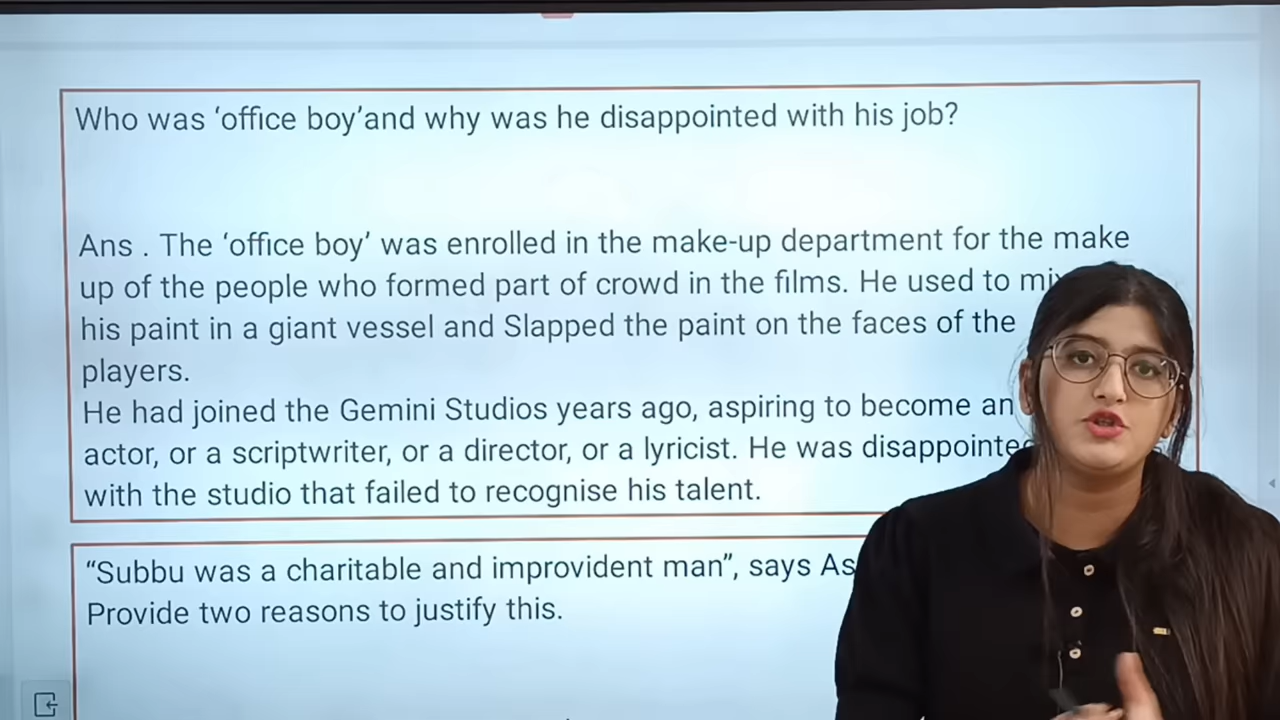 Who was ‘office boy’and why was he disappointed with his job?
Ans . The ‘office boy’ was enrolled in the make-up department for the make
up of the people who formed part of crowd in the films. He used to
his paint in a giant vessel and Slapped the paint on the faces of the
players.
He had joined the Gemini Studios years ago, aspiring to become an
actor, or a scriptwriter, or a director, or a lyricist. He was
with the studio that failed to recognise his talent.
“Subbu was a charitable and improvident man”, says
Provide two reasons to justify this.